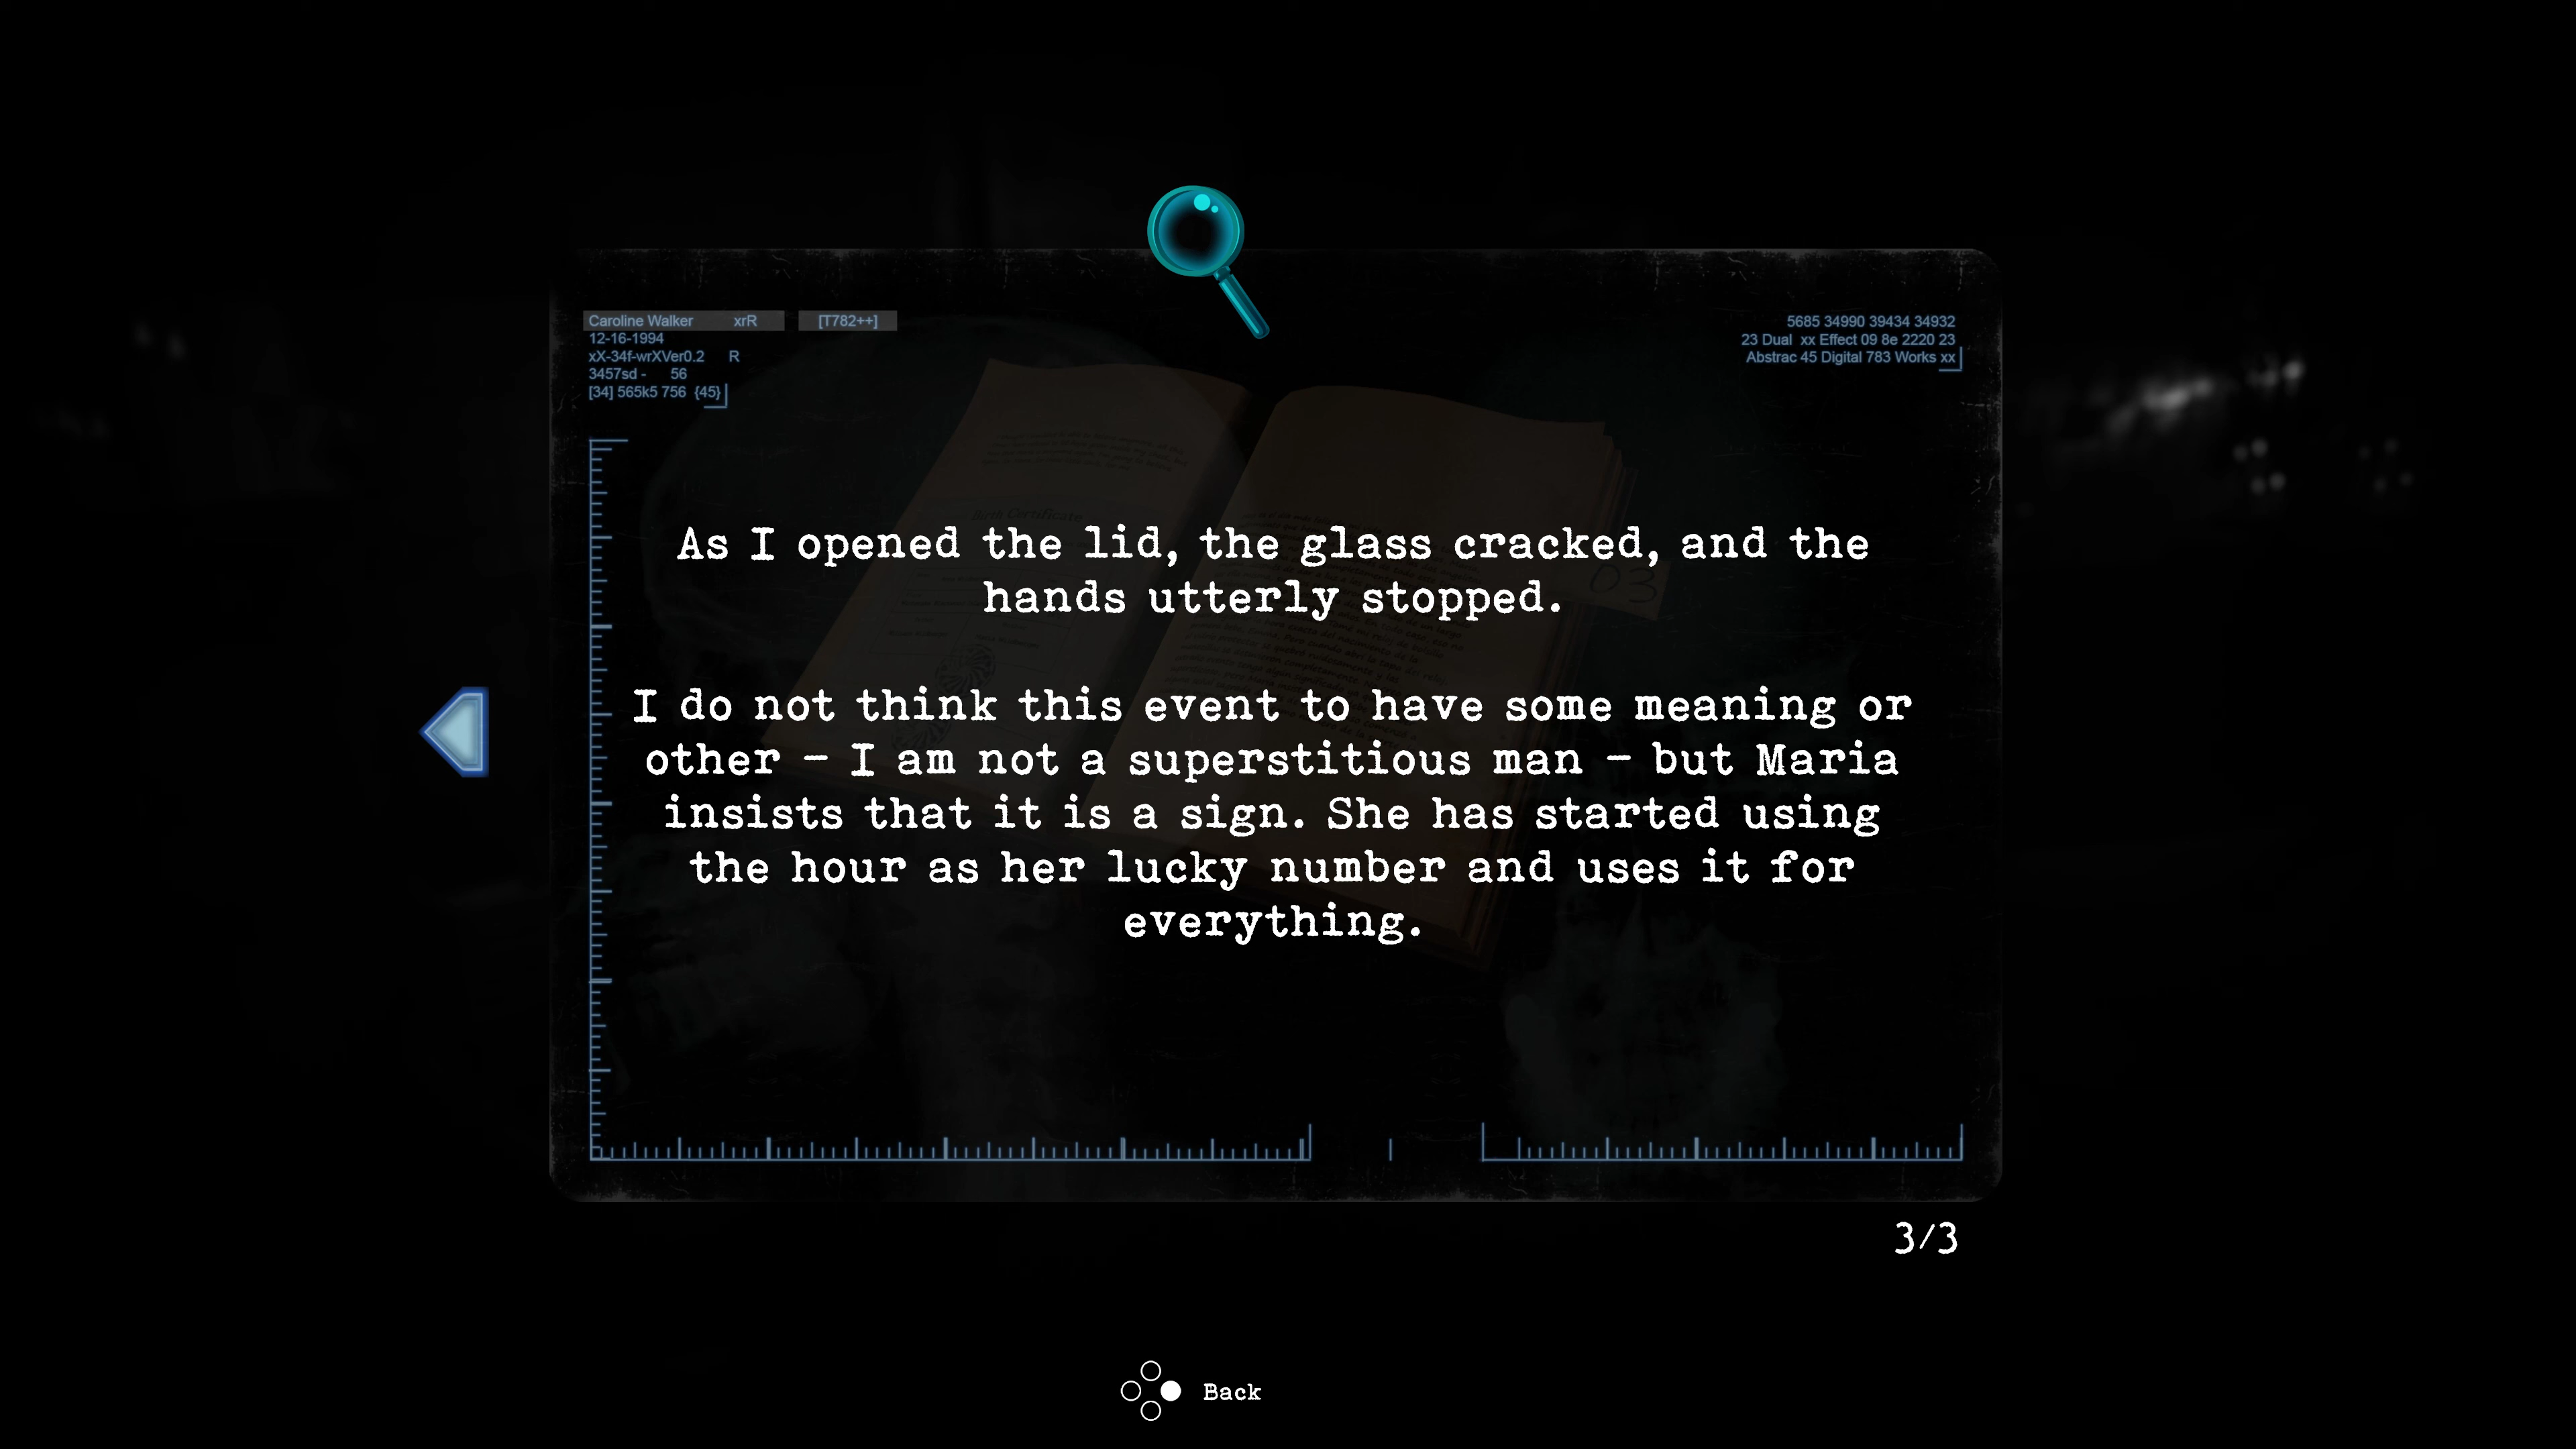 Caroline Walker xrR [T782++]
12-16-1994
xX-34f-wrXVer0.2 R
3457sd - 56
[34] 565k5 756 {45}
5685 34990 39434 34932
23 Dual xx Effect 09 8e 2220 23
Abstrac 45 Digital 783 Works xx
Birth Certificate
03
As I opened the lid, the glass cracked, and the
hands utterly stopped.
I do not think this event to have some meaning or
other - I am not a superstitious man - but Maria
insists that it is a sign. She has started using
the hour as her lucky number and uses it for
everything.
3/3
Back